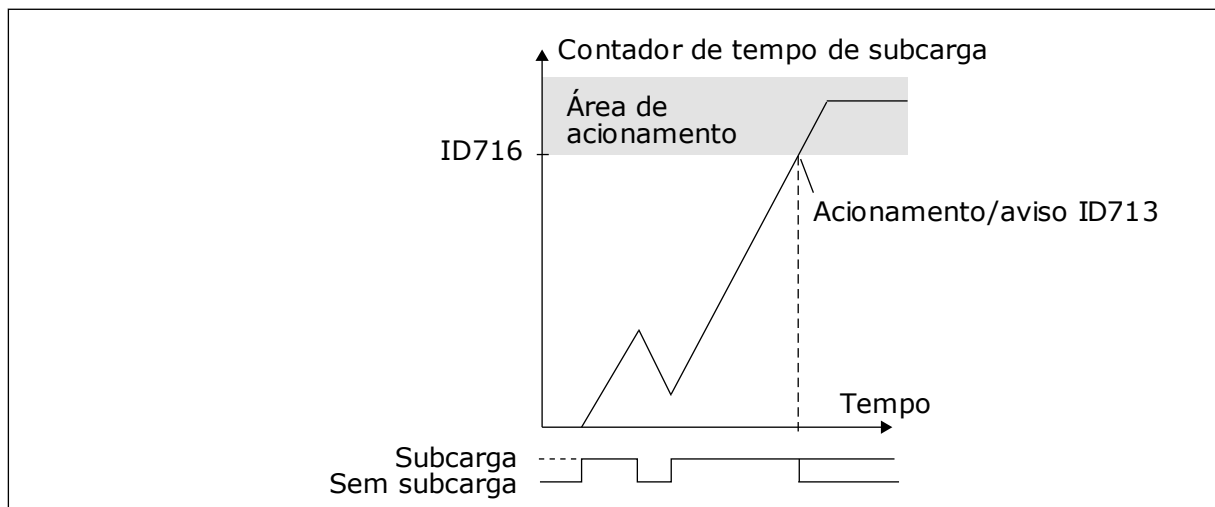 Contador de tempo de subcarga
Área de
acionamento
ID716
Acionamento/aviso ID713
Tempo
Subcarga
Sem subcarga